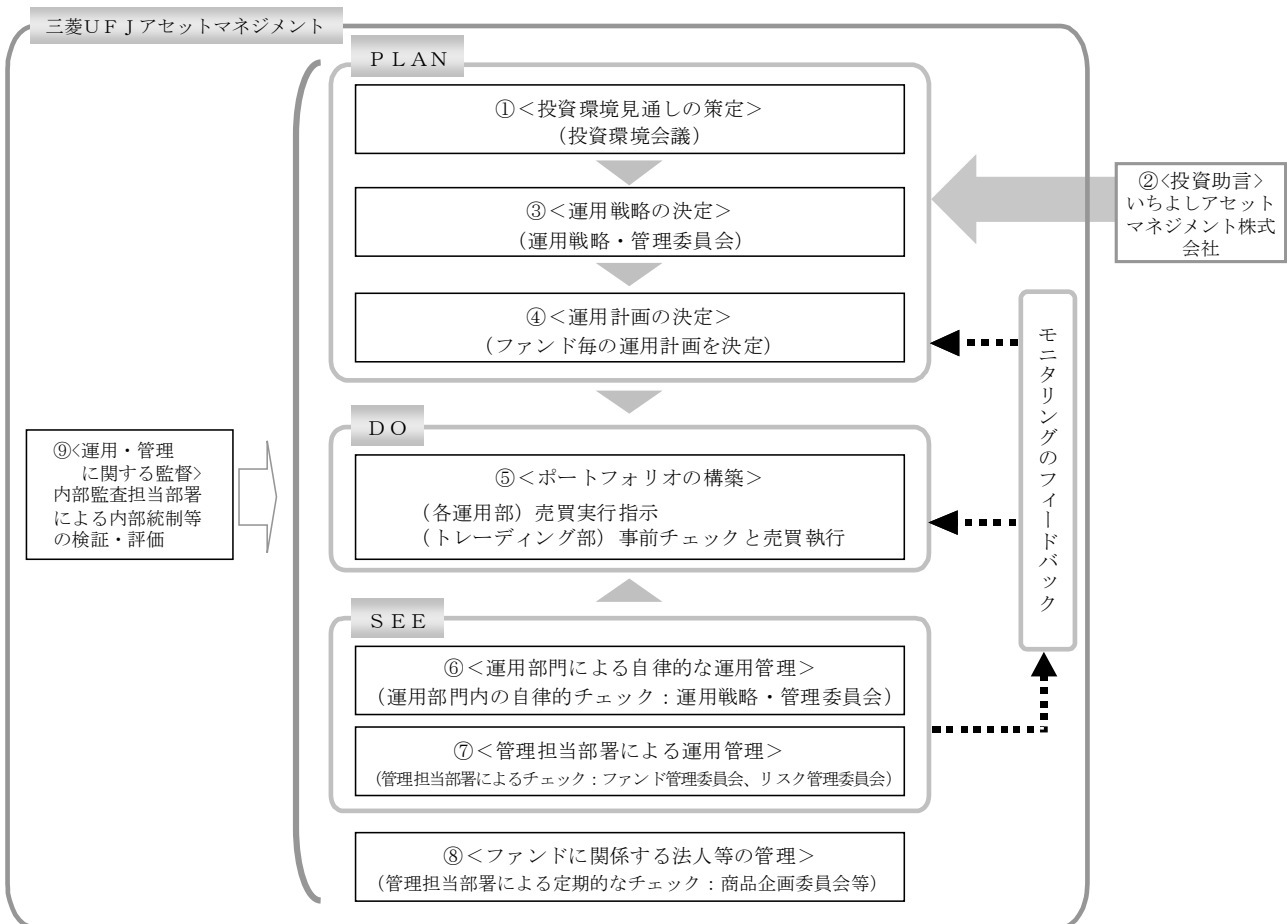 三菱ＵＦＪアセットマネジメント
ＰＬＡＮ
①＜投資環境見通しの策定＞
（投資環境会議）
②<投資助言>
いちよしアセット
マネジメント株式
会社
③＜運用戦略の決定＞
（運用戦略・管理委員会）
④＜運用計画の決定＞
（ファンド毎の運用計画を決定）
モニタリングのフィードバック
ＤＯ
⑤＜ポートフォリオの構築＞
（各運用部）売買実行指示
（トレーディング部）事前チェックと売買執行
⑨<運用・管理
に関する監督>
内部監査担当部署
による内部統制等
の検証・評価
ＳＥＥ
⑥＜運用部門による自律的な運用管理＞
（運用部門内の自律的チェック：運用戦略・管理委員会）
⑦＜管理担当部署による運用管理＞
（管理担当部署によるチェック：ファンド管理委員会、リスク管理委員会）
⑧＜ファンドに関係する法人等の管理＞
（管理担当部署による定期的なチェック：商品企画委員会等）